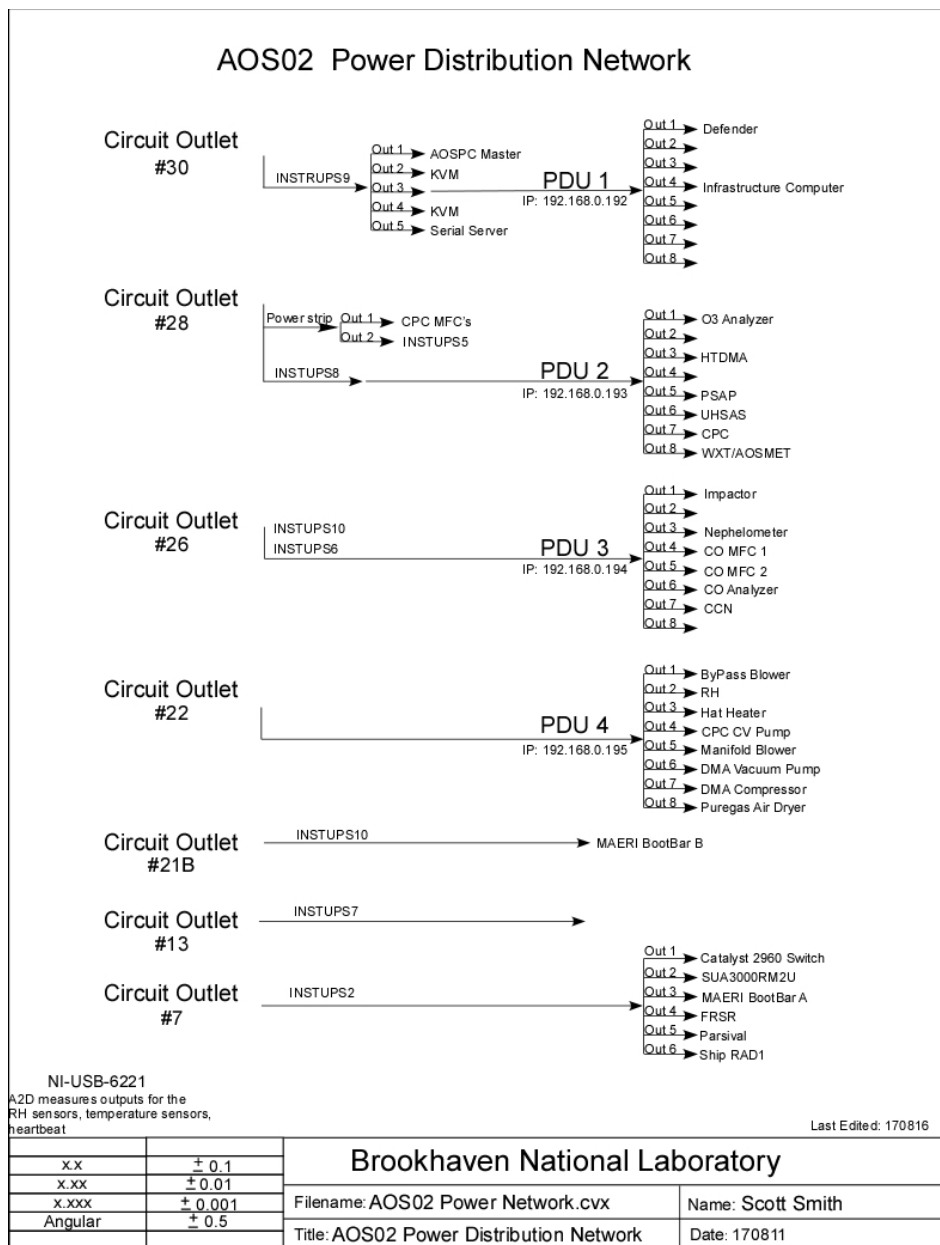 AOS02 Power Distribution Network
Circuit Outlet
#30
INSTRUPS9
Out 1 AOSPC Master
Out 2 KVM
Out 3
Out 4 KVM
Out 5 Serial Server
PDU 1
IP: 192.168.0.192
Out 1 Defender
Out 2
Out 3
Out 4 Infrastructure Computer
Out 5
Out 6
Out 7
Out 8
Circuit Outlet
#28
Power strip
Out 1 CPC MFC's
Out 2 INSTUPS5
INSTUPS8
PDU 2
IP: 192.168.0.193
Out 1 O3 Analyzer
Out 2
Out 3 HTDMA
Out 4
Out 5 PSAP
Out 6 UHSAS
Out 7 CPC
Out 8 WXT/AOSMET
Circuit Outlet
#26
INSTUPS10
INSTUPS6
PDU 3
IP: 192.168.0.194
Out 1 Impactor
Out 2
Out 3 Nephelometer
Out 4 CO MFC 1
Out 5 CO MFC 2
Out 6 CO Analyzer
Out 7 CCN
Out 8
Circuit Outlet
#22
PDU 4
IP: 192.168.0.195
Out 1 ByPass Blower
Out 2 RH
Out 3 Hat Heater
Out 4 CPC CV Pump
Out 5 Manifold Blower
Out 6 DMA Vacuum Pump
Out 7 DMA Compressor
Out 8 Puregas Air Dryer
Circuit Outlet
#21B
INSTUPS10
MAERI BootBar B
Circuit Outlet
#13
INSTUPS7
Circuit Outlet
#7
INSTUPS2
Out 1 Catalyst 2960 Switch
Out 2 SUA3000RM2U
Out 3 MAERI BootBar A
Out 4 FRSR
Out 5 Parsival
Out 6 Ship RAD1
NI-USB-6221
A2D measures outputs for the
RH sensors, temperature sensors,
heartbeat
Last Edited: 170816
x.x ± 0.1
x.xx ± 0.01
x.xxx ± 0.001
Angular ± 0.5
Brookhaven National Laboratory
Filename: AOS02 Power Network.cvx
Name: Scott Smith
Title: AOS02 Power Distribution Network
Date: 170811